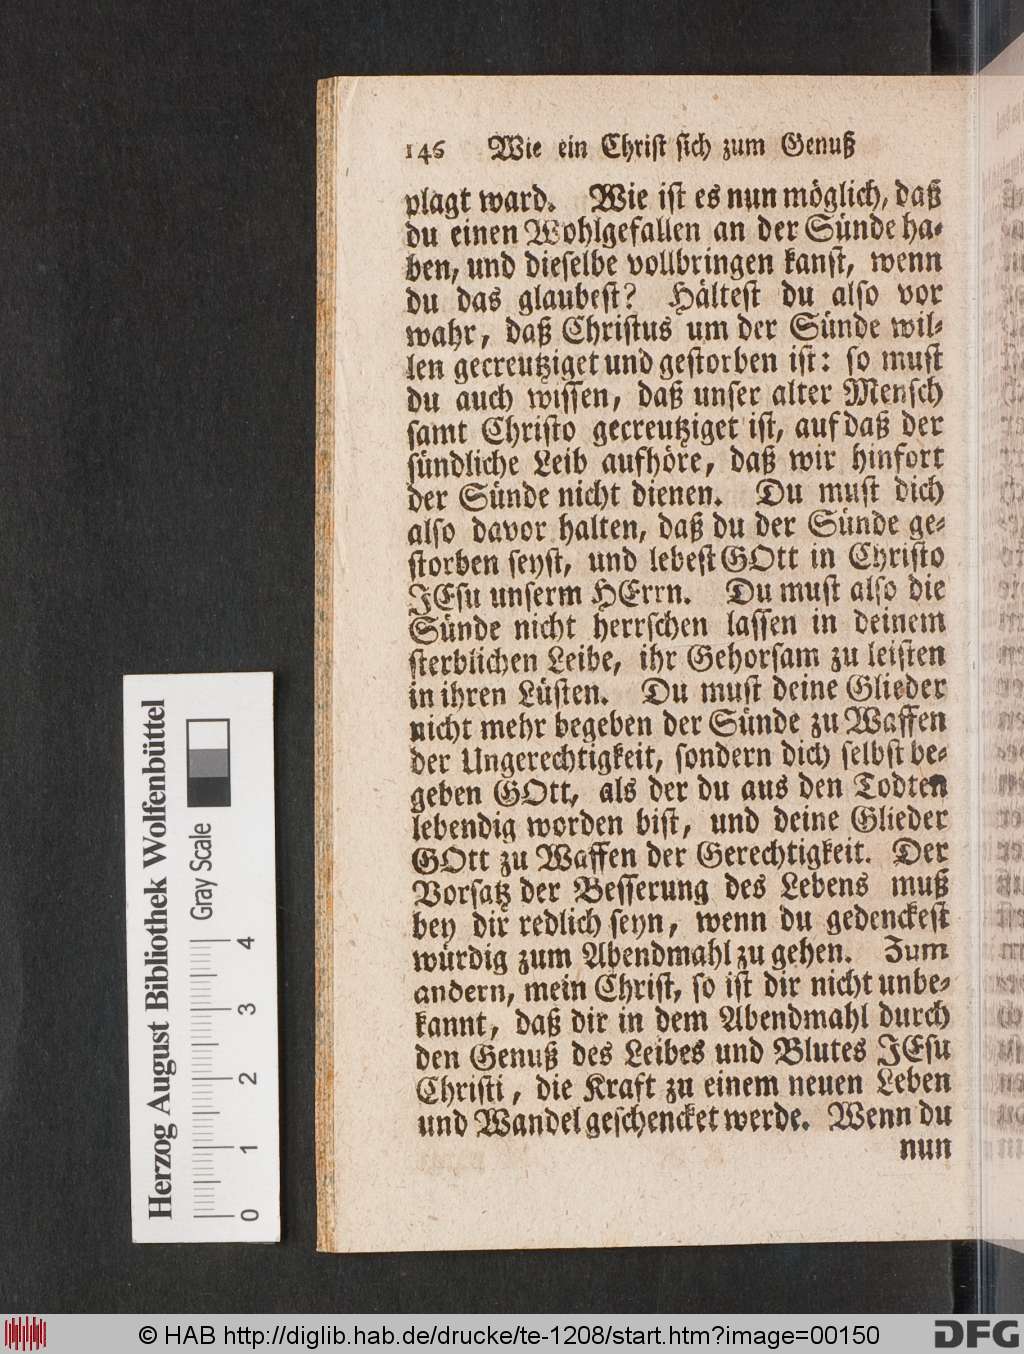 146 Wie ein Christ sich zum Genuß
plagt ward. Wie ist es nun möglich, daß
du einen Wohlgefallen an der Sünde ha-
ben, und dieselbe vollbringen kanst, wenn
du das glaubest? Hältest du also vor
wahr, daß Christus um der Sünde wil-
len gecreutziget und gestorben ist: so must
du auch wissen, daß unser alter Mensch
samt Christo gecreutziget ist, auf daß der
sündliche Leib aufhöre, daß wir hinfort
der Sünde nicht dienen. Du must dich
also davor halten, daß du der Sünde ge-
storben seyst, und lebest GOtt in Christo
JEsu unserm HErrn. Du must also die
Sünde nicht herrschen lassen in deinem
sterblichen Leibe, ihr Gehorsam zu leisten
in ihren Lüsten. Du must deine Glieder
nicht mehr begeben der Sünde zu Waffen
der Ungerechtigkeit, sondern dich selbst be-
geben GOtt, als der du aus den Todten
lebendig worden bist, und deine Glieder
GOtt zu Waffen der Gerechtigkeit. Der
Vorsatz der Besserung des Lebens muß
bey dir redlich seyn, wenn du gedenckest
würdig zum Abendmahl zu gehen. Zum
andern, mein Christ, so ist dir nicht unbe-
kannt, daß dir in dem Abendmahl durch
den Genuß des Leibes und Blutes JEsu
Christi, die Kraft zu einem neuen Leben
und Wandel geschencket werde. Wenn du
nun
Herzog August Bibliothek Wolfenbüttel
Gray Scale
0 1 2 3 4
© HAB http://diglib.hab.de/drucke/te-1208/start.htm?image=00150
DFG